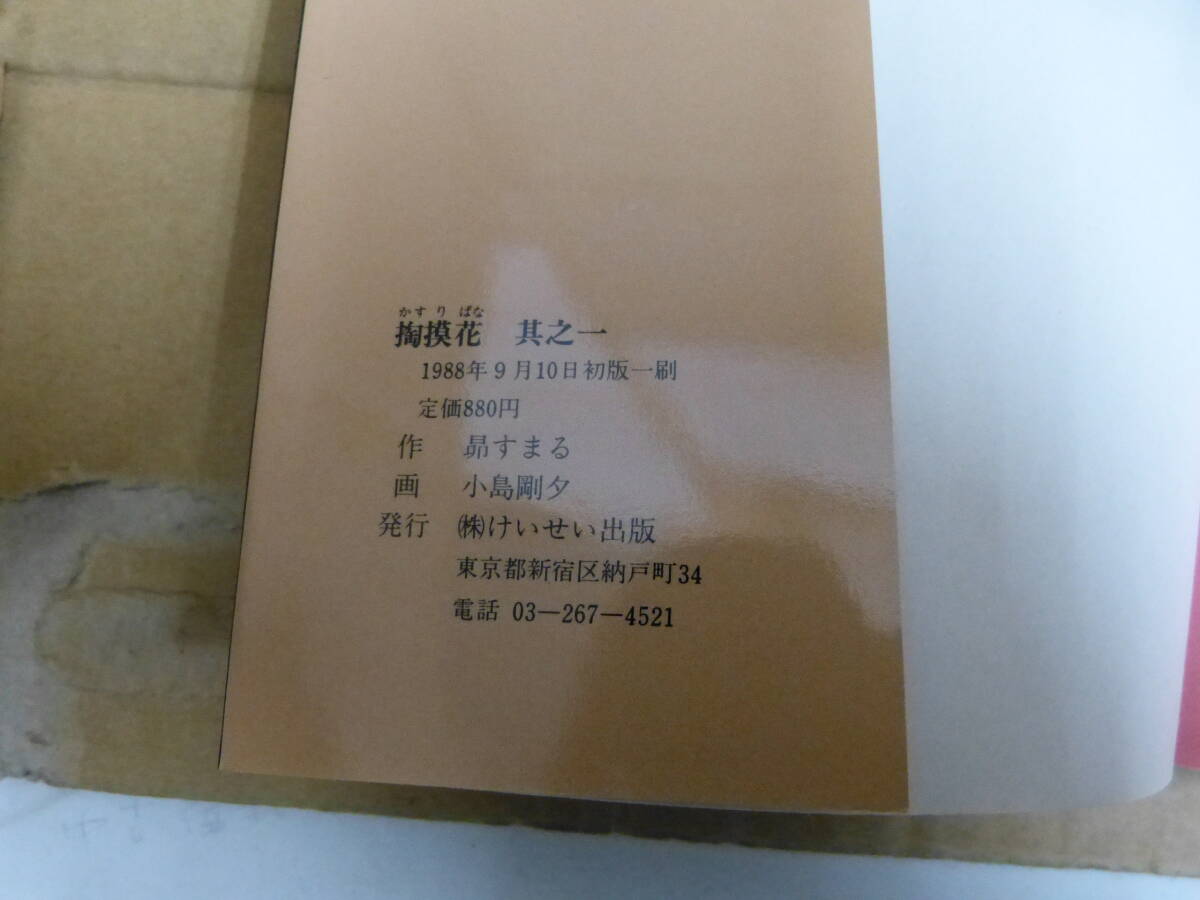 かすりばな
掏摸花　其之一
1988年9月10日初版一刷
定価880円
作　昴すまる
画　小島剛夕
発行　㈱けいせい出版
東京都新宿区納戸町34
電話 03―267―4521